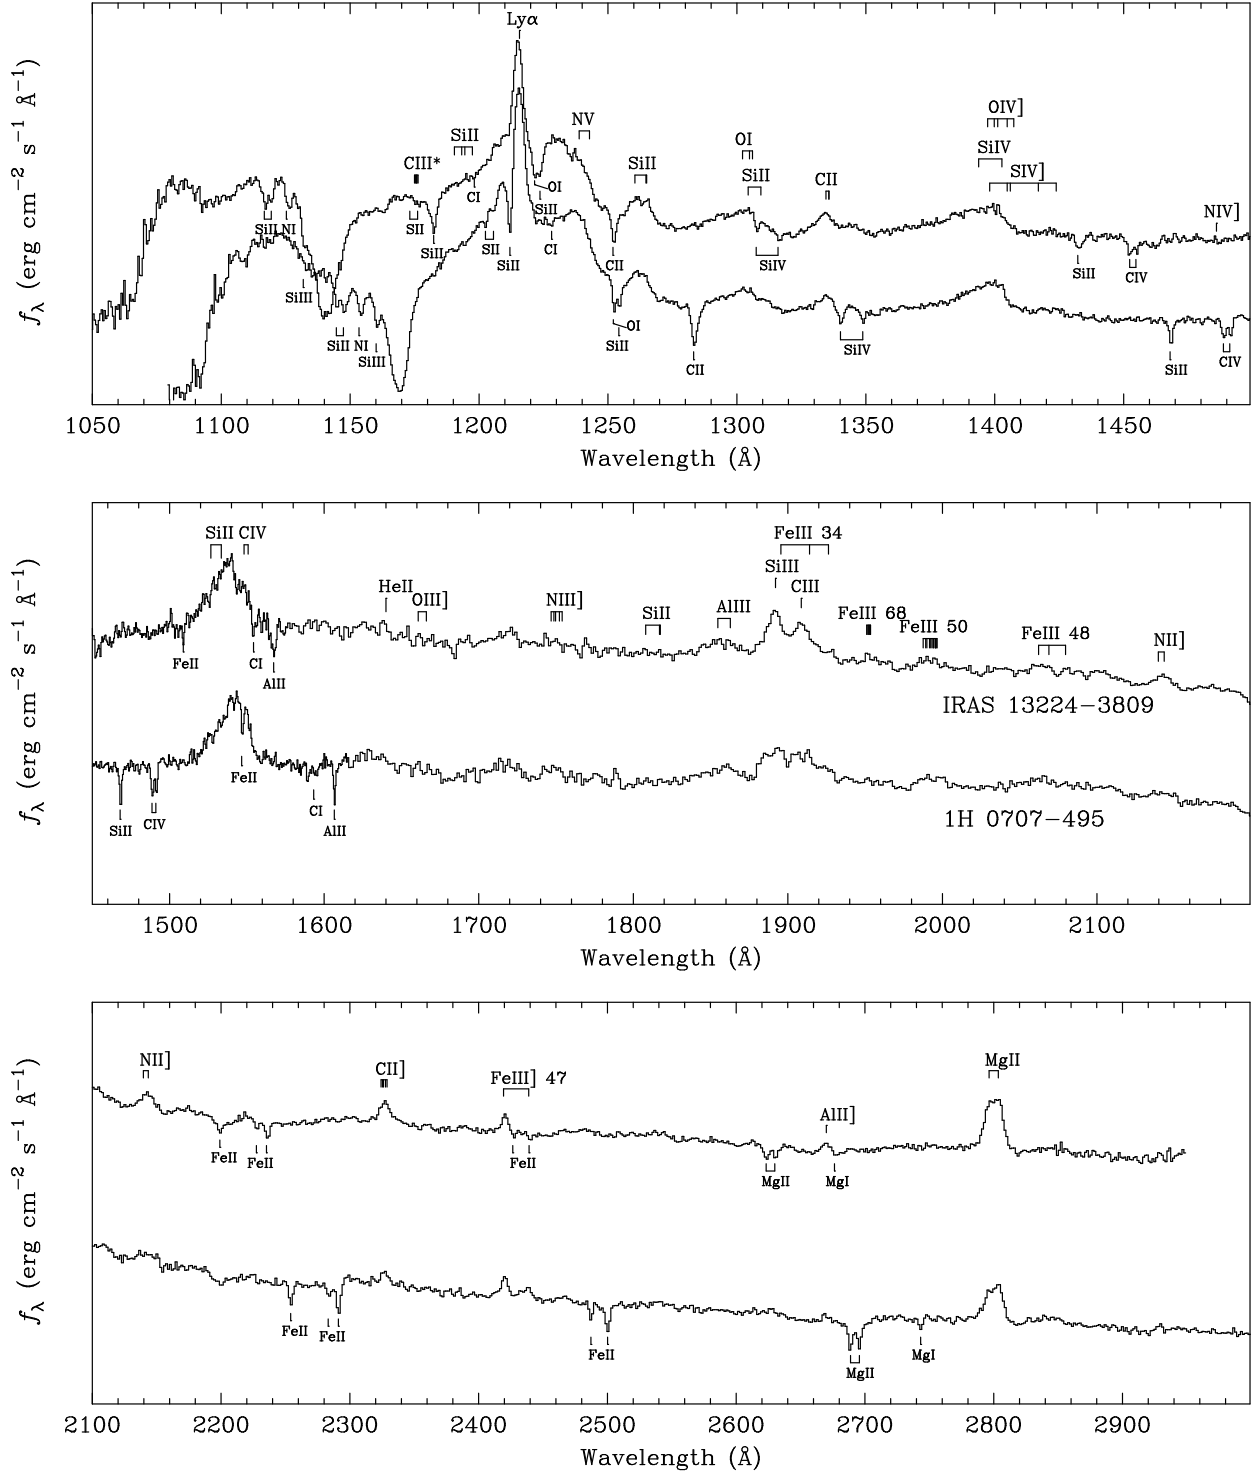 Lyα
OIV]
NV
SiII
OI
SiIV
CIII*
SiII
SiII
CII
SIV]
CI
OI
SiII
NIV]
SiII
NI
SII
SiII
SII
SiII
CI
CII
SiIV
SiII
CIV
SiIII
OI
SiII
NI
SiIII
SiII
CII
SiIV
SiII
CIV
fλ (erg cm−2 s−1 Å−1)
1050 1100 1150 1200 1250 1300 1350 1400 1450
Wavelength (Å)
SiII CIV
FeIII 34
SiIII
CIII
HeII
OIII]
NIII]
SiII
AlIII
FeIII 68
FeIII 50
FeIII 48
NII]
FeII
CI
AlII
IRAS 13224−3809
FeII
SiII
CIV
CI
AlII
1H 0707−495
fλ (erg cm−2 s−1 Å−1)
1500 1600 1700 1800 1900 2000 2100
Wavelength (Å)
NII]
CII]
FeIII] 47
MgII
AlII]
FeII
FeII
FeII
MgII
MgI
FeII
FeII
FeII
MgII
MgI
fλ (erg cm−2 s−1 Å−1)
2100 2200 2300 2400 2500 2600 2700 2800 2900
Wavelength (Å)